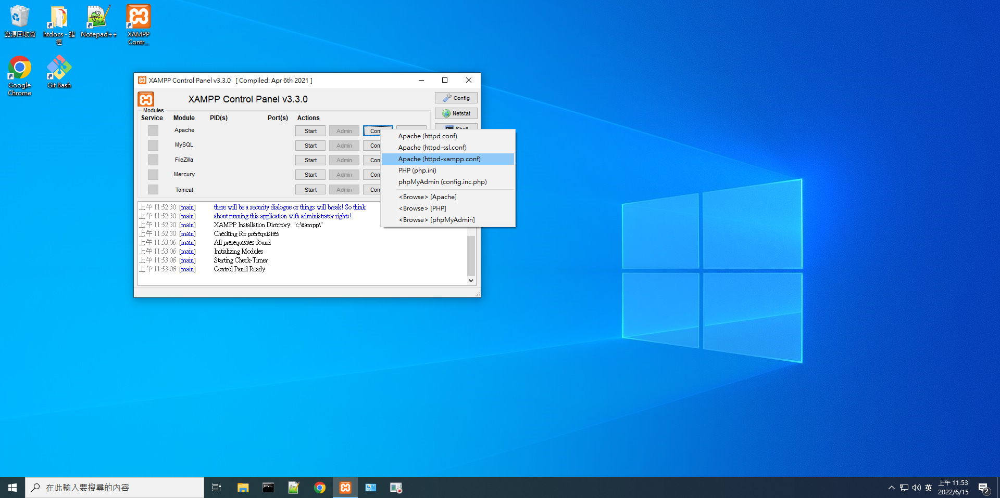 資源回收筒
htdocs - 捷
徑
Notepad++
XAMPP
Contr...
Google
Chrome
Git Bash
XAMPP Control Panel v3.3.0 [ Compiled: Apr 6th 2021 ]
XAMPP Control Panel v3.3.0
Config
Netstat
Shell
Modules
Service Module PID(s) Port(s) Actions
Apache Start Admin Con
MySQL Start Admin Con
FileZilla Start Admin Con
Mercury Start Admin Con
Tomcat Start Admin Con
Apache (httpd.conf)
Apache (httpd-ssl.conf)
Apache (httpd-xampp.conf)
PHP (php.ini)
phpMyAdmin (config.inc.php)
<Browse> [Apache]
<Browse> [PHP]
<Browse> [phpMyAdmin]
上午 11:52:30 [main] there will be a security dialogue or things will break! So think
上午 11:52:30 [main] about running this application with administrator rights!
上午 11:52:30 [main] XAMPP Installation Directory: "c:\xampp\"
上午 11:52:30 [main] Checking for prerequisites
上午 11:53:06 [main] All prerequisites found
上午 11:53:06 [main] Initializing Modules
上午 11:53:06 [main] Starting Check-Timer
上午 11:53:06 [main] Control Panel Ready
在此輸入要搜尋的內容
英
上午 11:53
2022/6/15
2